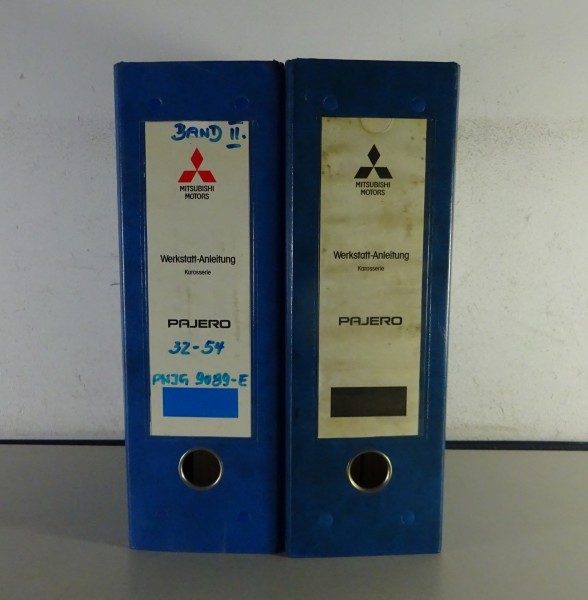 BAND II.
MITSUBISHI
MOTORS
Werkstatt-Anleitung
Karosserie
PAJERO
32-54
PWJG 9089-E
MITSUBISHI
MOTORS
Werkstatt-Anleitung
Karosserie
PAJERO